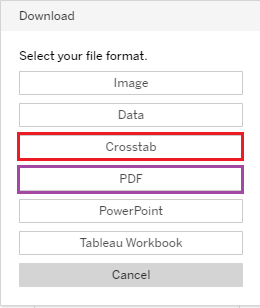 Download
Select your file format.
Image
Data
Crosstab
PDF
PowerPoint
Tableau Workbook
Cancel